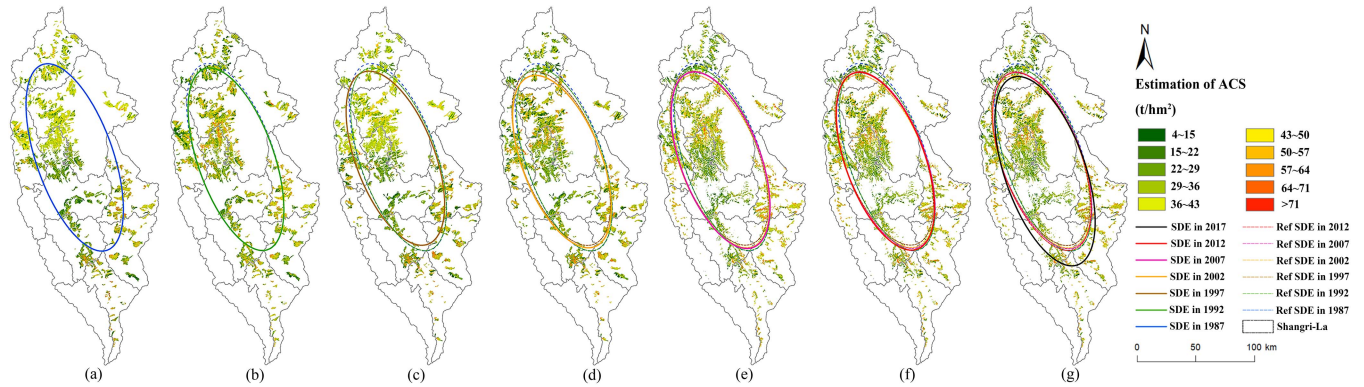 N
Estimation of ACS
(t/hm²)
4~15 43~50
15~22 50~57
22~29 57~64
29~36 64~71
36~43 >71
SDE in 2017 Ref SDE in 2012
SDE in 2012 Ref SDE in 2007
SDE in 2007 Ref SDE in 2002
SDE in 2002 Ref SDE in 1997
SDE in 1997 Ref SDE in 1992
SDE in 1992 Ref SDE in 1987
SDE in 1987 Shangri-La
0 50 100 km
(a) (b) (c) (d) (e) (f) (g)